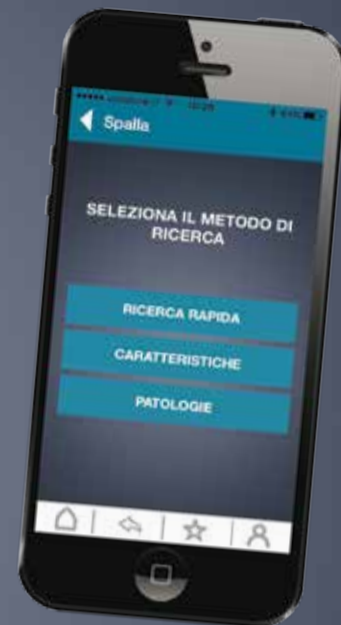 Spalla
SELEZIONA IL METODO DI
RICERCA
RICERCA RAPIDA
CARATTERISTICHE
PATOLOGIE